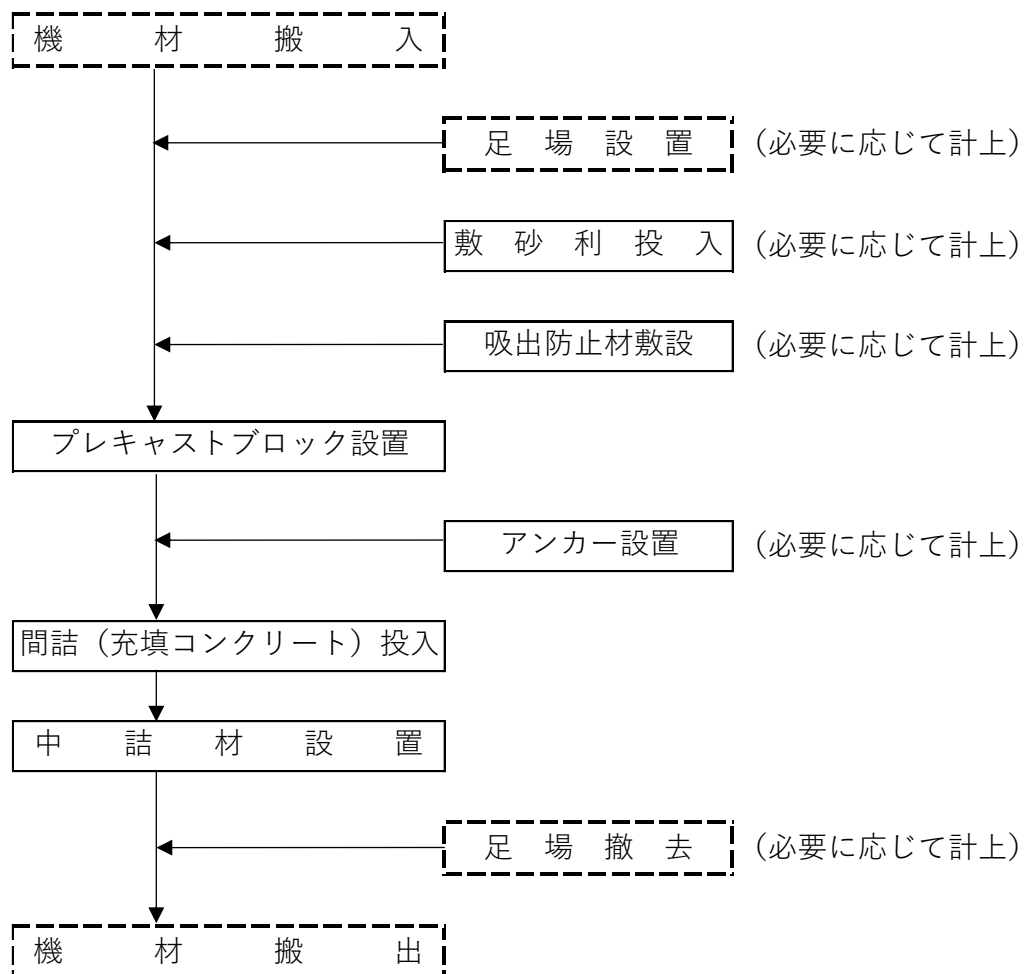 機材搬入
足場設置 （必要に応じて計上）
敷砂利投入 （必要に応じて計上）
吸出防止材敷設 （必要に応じて計上）
プレキャストブロック設置
アンカー設置 （必要に応じて計上）
間詰（充填コンクリート）投入
中詰材設置
足場撤去 （必要に応じて計上）
機材搬出